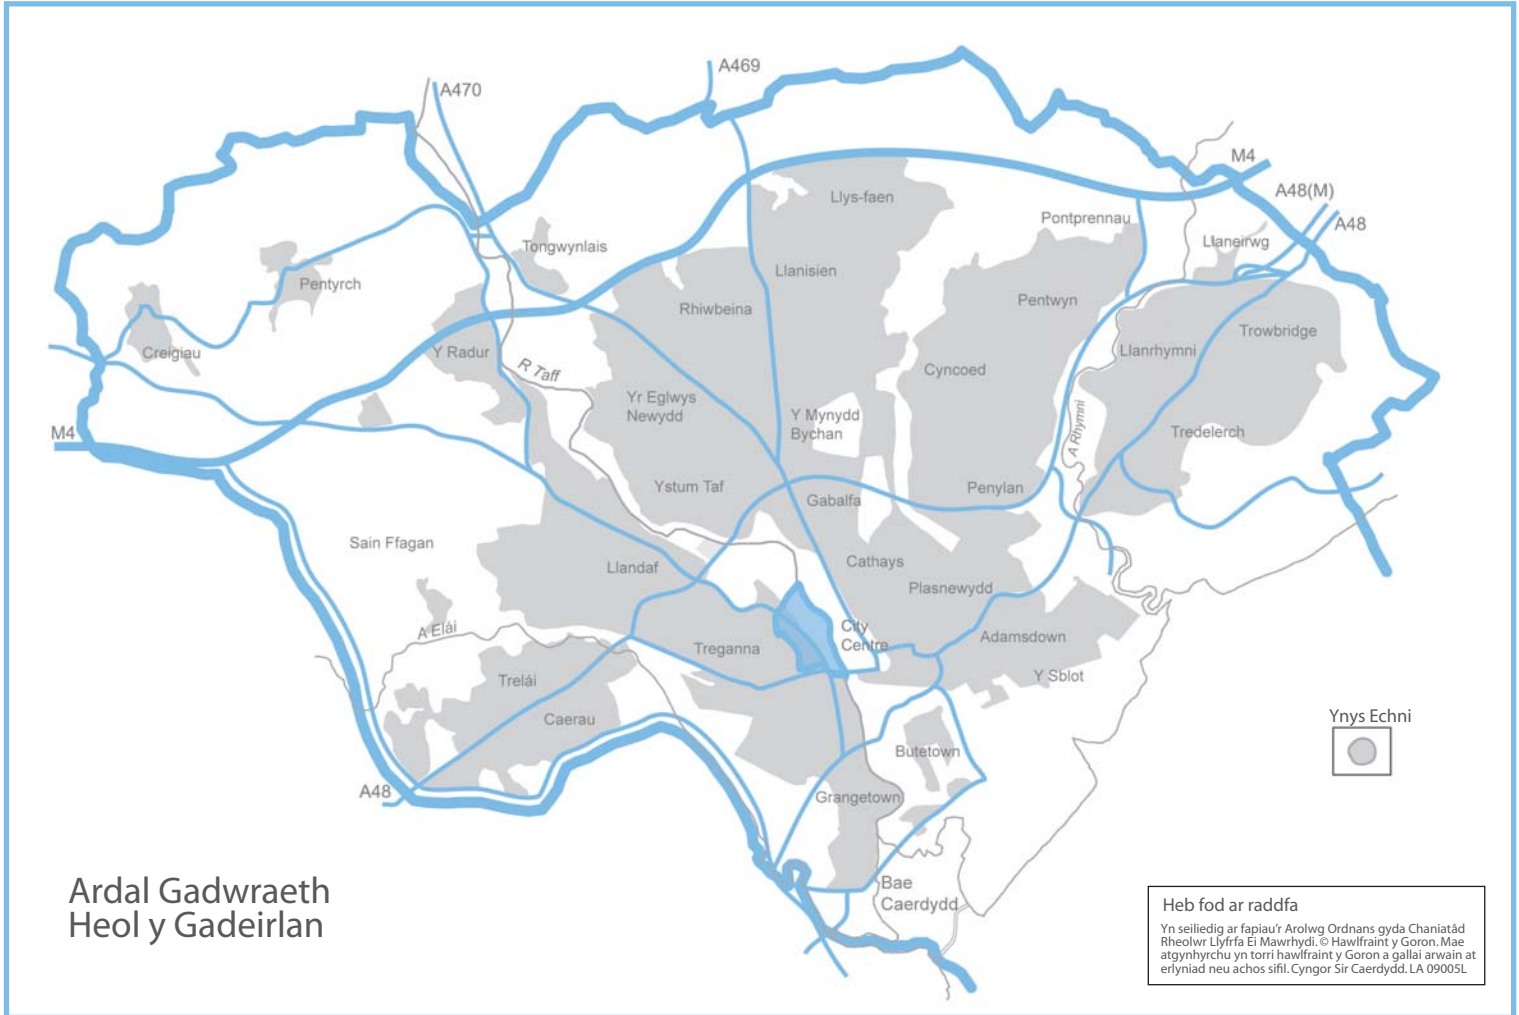 A469
A470
M4
Llys-faen
A48(M)
Pontprennau
A48
Tongwynlais
Llaneirwg
Llanisien
Pentyrch
Pentwyn
Rhiwbeina
Trowbridge
Creigiau
Y Radur
Llanrhymni
R Taff
Cyncoed
Yr Eglwys
Newydd
Y Mynydd
Bychan
A Rhymni
M4
Tredelerch
Ystum Taf
Gabalfa
Penylan
Sain Ffagan
Llandaf
Cathays
Plasnewydd
A Elái
City
Centre
Treganna
Adamsdown
Trelái
Y Sblot
Caerau
Ynys Echni
Butetown
A48
Grangetown
Bae
Caerdydd
Ardal Gadwraeth
Heol y Gadeirlan
Heb fod ar raddfa
Yn seiliedig ar fapiau'r Arolwg Ordnans gyda Chaniatâd
Rheolwr Llyfrfa Ei Mawrhydi. © Hawlfraint y Goron. Mae
atgynhyrchu yn torri hawlfraint y Goron a gallai arwain at
erlyniad neu achos sifil. Cyngor Sir Caerdydd. LA 09005L